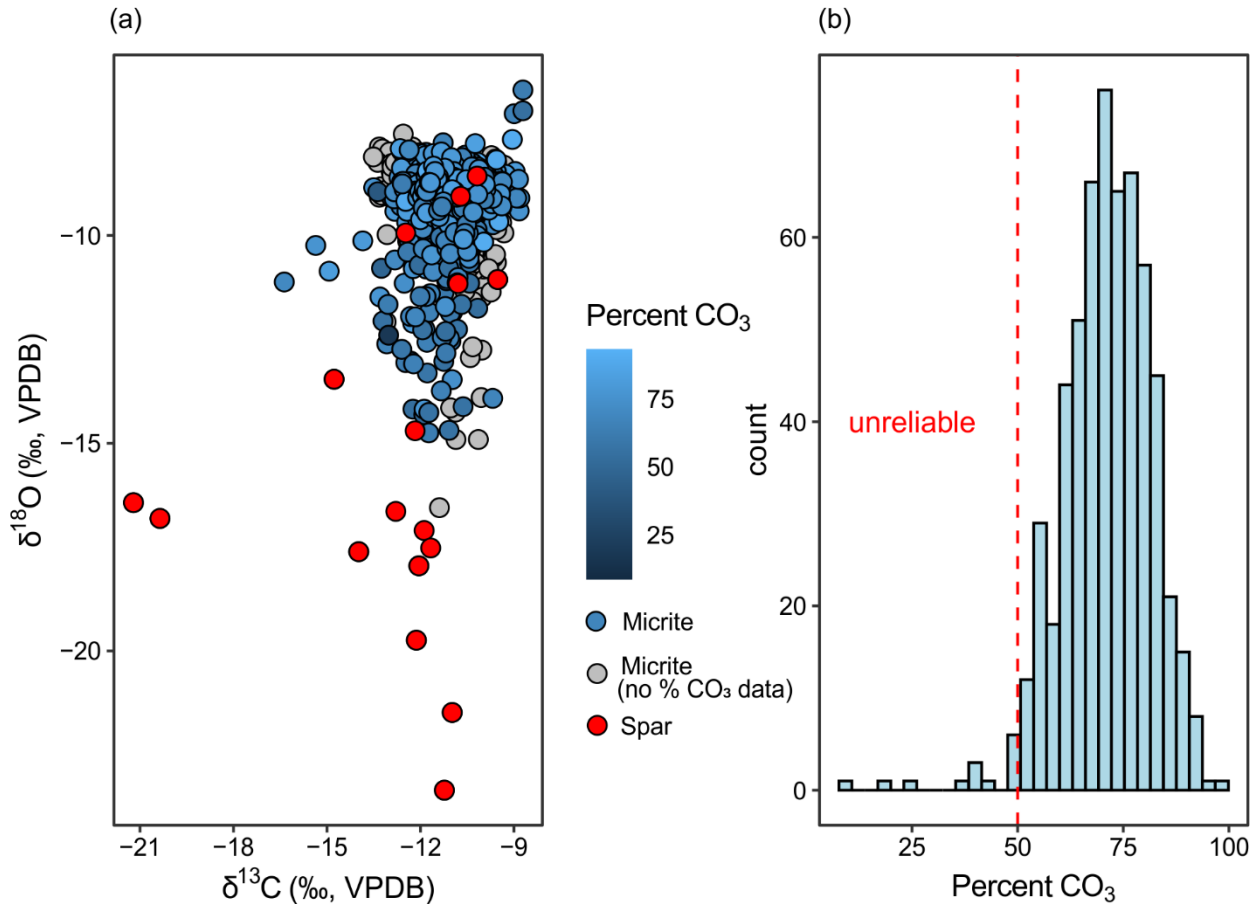 (a)
(b)
−10
−15
−20
δ¹⁸O (‰, VPDB)
−21 −18 −15 −12 −9
δ¹³C (‰, VPDB)
Percent CO₃
75
50
25
Micrite
Micrite
(no % CO₃ data)
Spar
60
40
20
0
count
unreliable
25 50 75 100
Percent CO₃